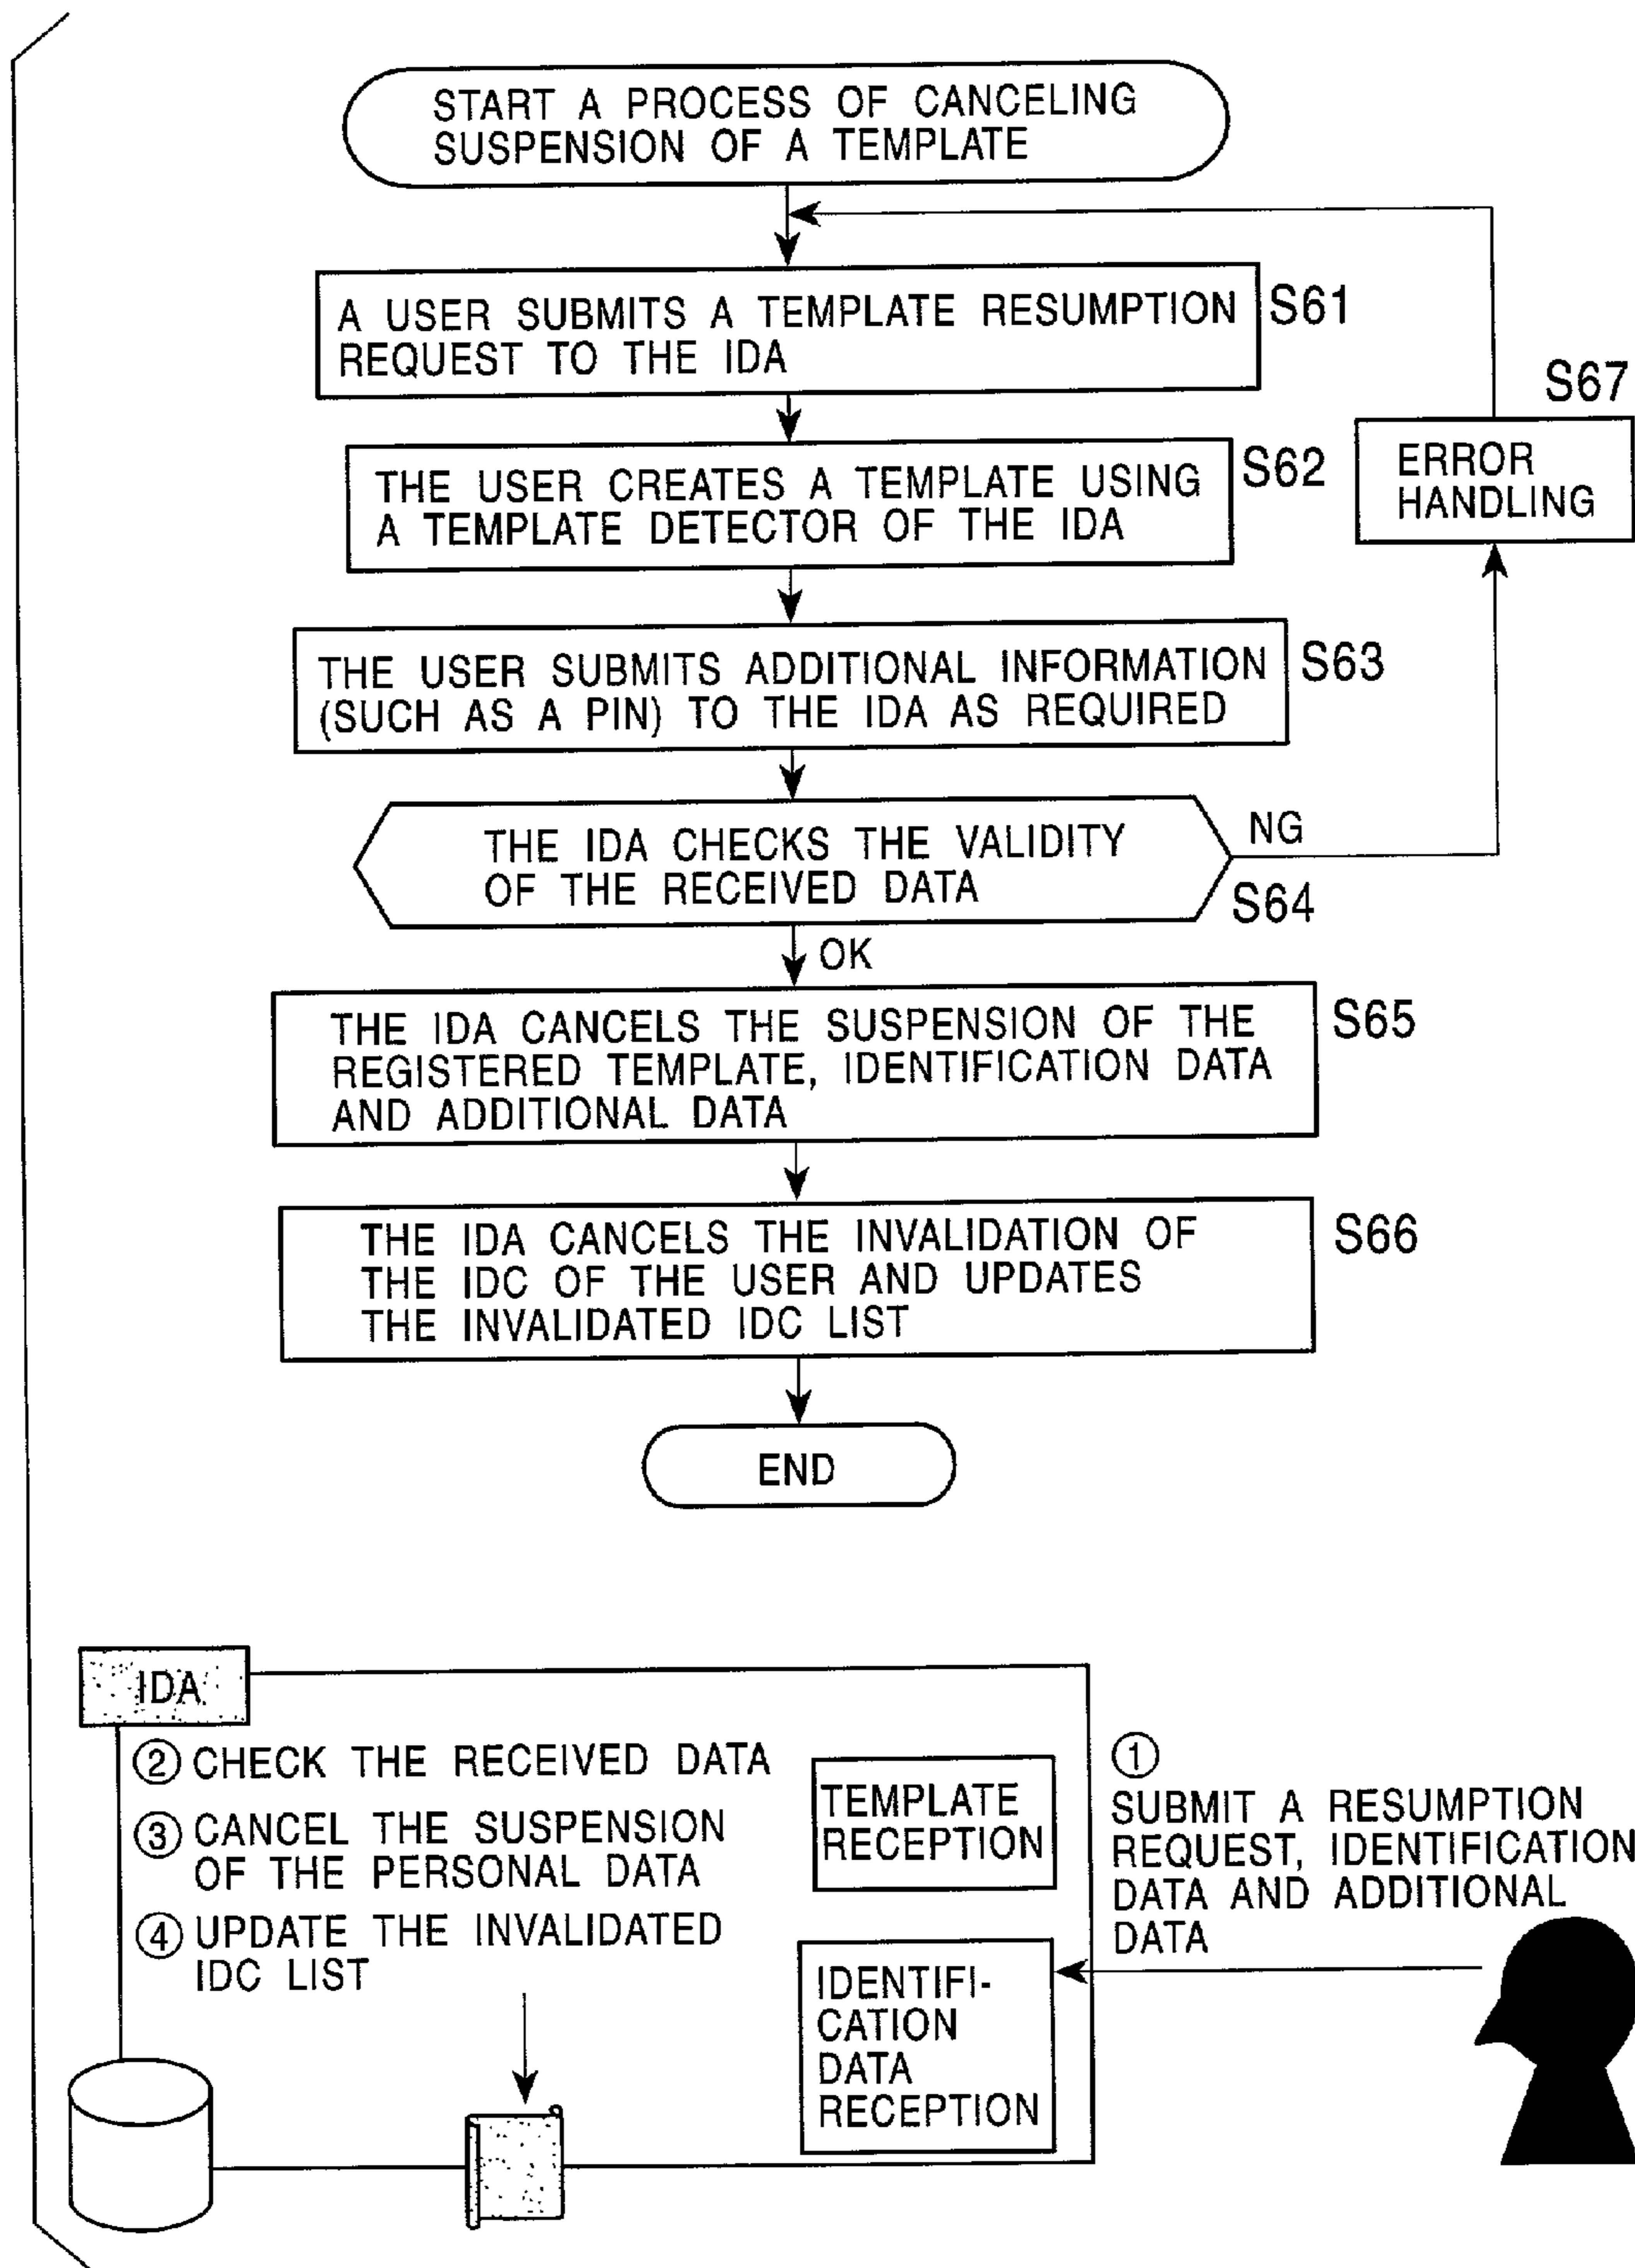 START A PROCESS OF CANCELING
SUSPENSION OF A TEMPLATE
A USER SUBMITS A TEMPLATE RESUMPTION
REQUEST TO THE IDA
S61
S67
ERROR
HANDLING
THE USER CREATES A TEMPLATE USING
A TEMPLATE DETECTOR OF THE IDA
S62
THE USER SUBMITS ADDITIONAL INFORMATION
(SUCH AS A PIN) TO THE IDA AS REQUIRED
S63
THE IDA CHECKS THE VALIDITY
OF THE RECEIVED DATA
NG
S64
OK
THE IDA CANCELS THE SUSPENSION OF THE
REGISTERED TEMPLATE, IDENTIFICATION DATA
AND ADDITIONAL DATA
S65
THE IDA CANCELS THE INVALIDATION OF
THE IDC OF THE USER AND UPDATES
THE INVALIDATED IDC LIST
S66
END
IDA
② CHECK THE RECEIVED DATA
③ CANCEL THE SUSPENSION
OF THE PERSONAL DATA
④ UPDATE THE INVALIDATED
IDC LIST
TEMPLATE
RECEPTION
IDENTIFI-
CATION
DATA
RECEPTION
①
SUBMIT A RESUMPTION
REQUEST, IDENTIFICATION
DATA AND ADDITIONAL
DATA